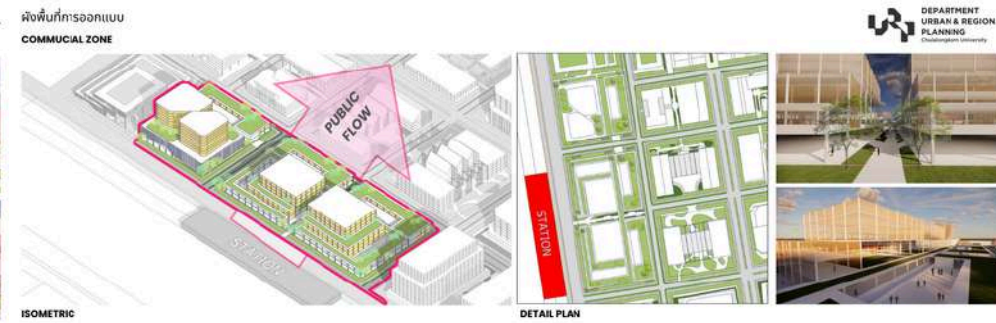 ผังพื้นที่การออกแบบ
COMMUCIAL ZONE
DEPARTMENT
URBAN & REGION
PLANNING
Chulalongkorn University
PUBLIC
FLOW
STATION
STATION
ISOMETRIC
DETAIL PLAN